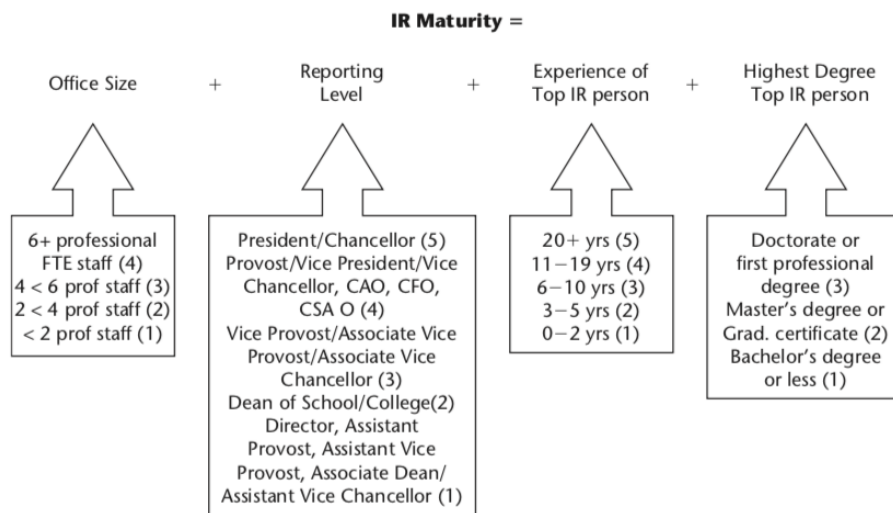 IR Maturity =
Office Size
+
Reporting
Level
+
Experience of
Top IR person
+
Highest Degree
Top IR person
6+ professional
FTE staff (4)
4 < 6 prof staff (3)
2 < 4 prof staff (2)
< 2 prof staff (1)
President/Chancellor (5)
Provost/Vice President/Vice
Chancellor, CAO, CFO,
CSA O (4)
Vice Provost/Associate Vice
Provost/Associate Vice
Chancellor (3)
Dean of School/College(2)
Director, Assistant
Provost, Assistant Vice
Provost, Associate Dean/
Assistant Vice Chancellor (1)
20+ yrs (5)
11−19 yrs (4)
6−10 yrs (3)
3−5 yrs (2)
0−2 yrs (1)
Doctorate or
first professional
degree (3)
Master's degree or
Grad. certificate (2)
Bachelor's degree
or less (1)